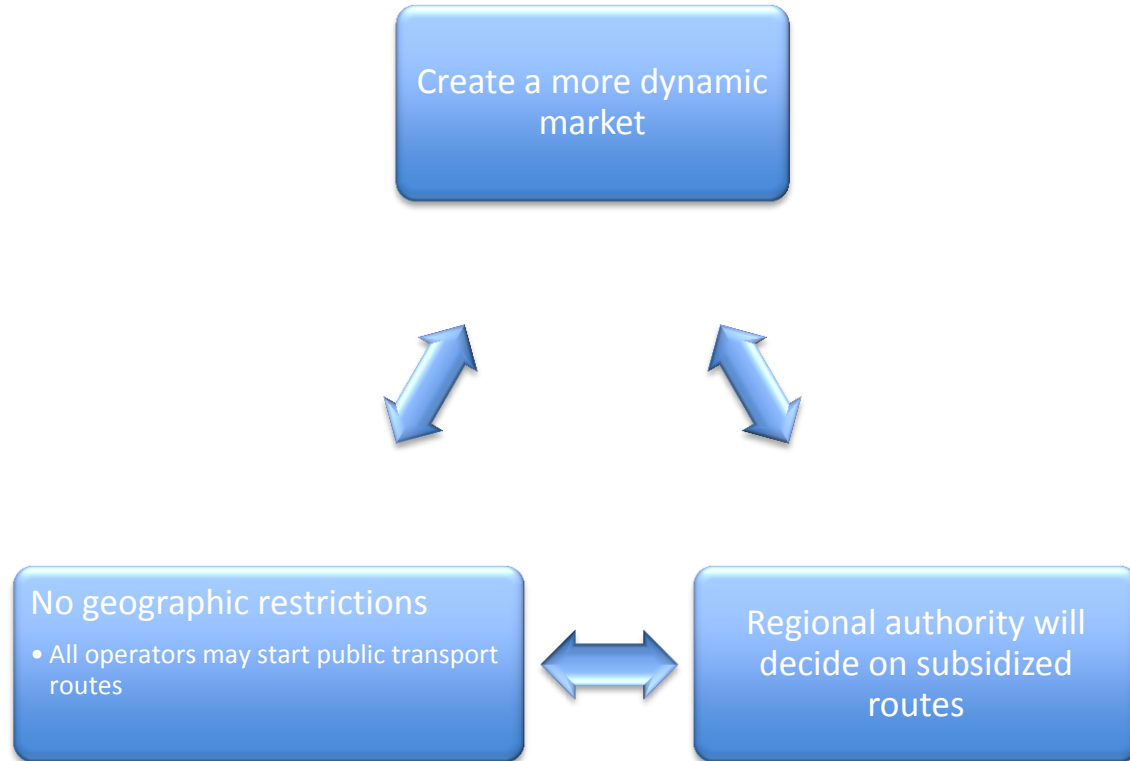 Create a more dynamic
market
No geographic restrictions
• All operators may start public transport
routes
Regional authority will
decide on subsidized
routes